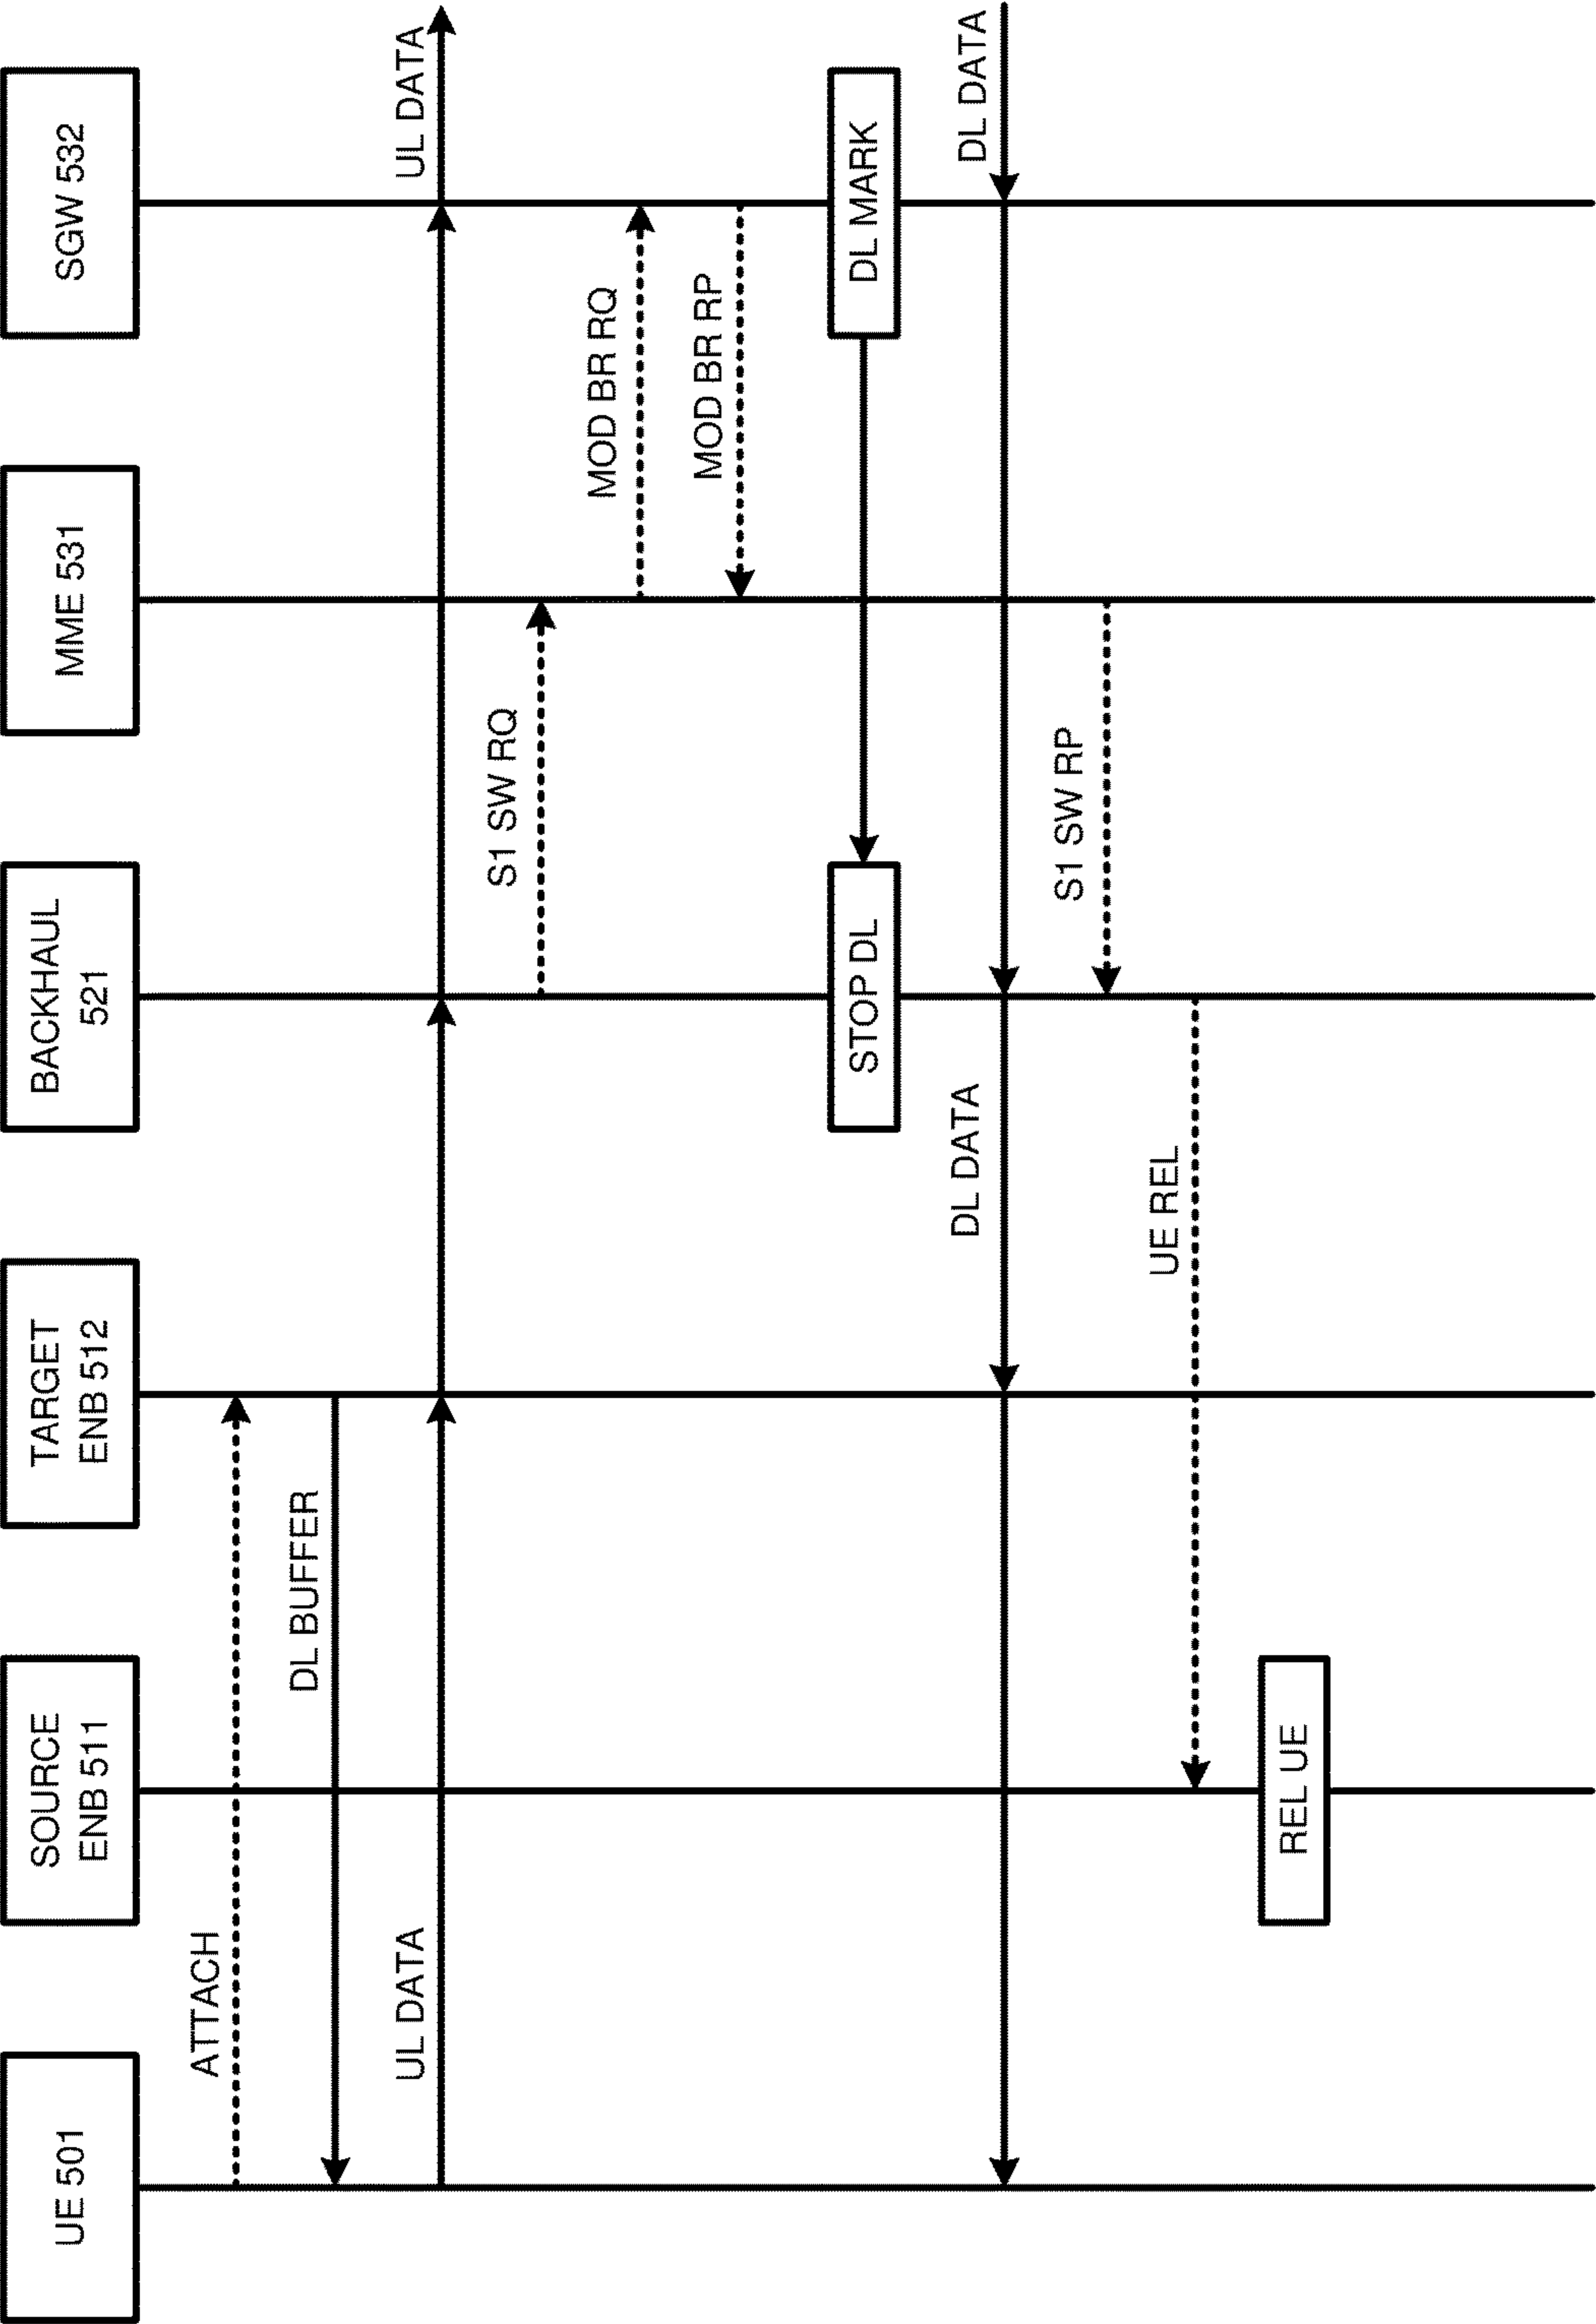 UE 501
SOURCE
ENB 511
TARGET
ENB 512
BACKHAUL
521
MME 531
SGW 532
ATTACH
DL BUFFER
UL DATA
UL DATA
S1 SW RQ
MOD BR RQ
MOD BR RP
STOP DL
DL MARK
DL DATA
DL DATA
S1 SW RP
UE REL
REL UE